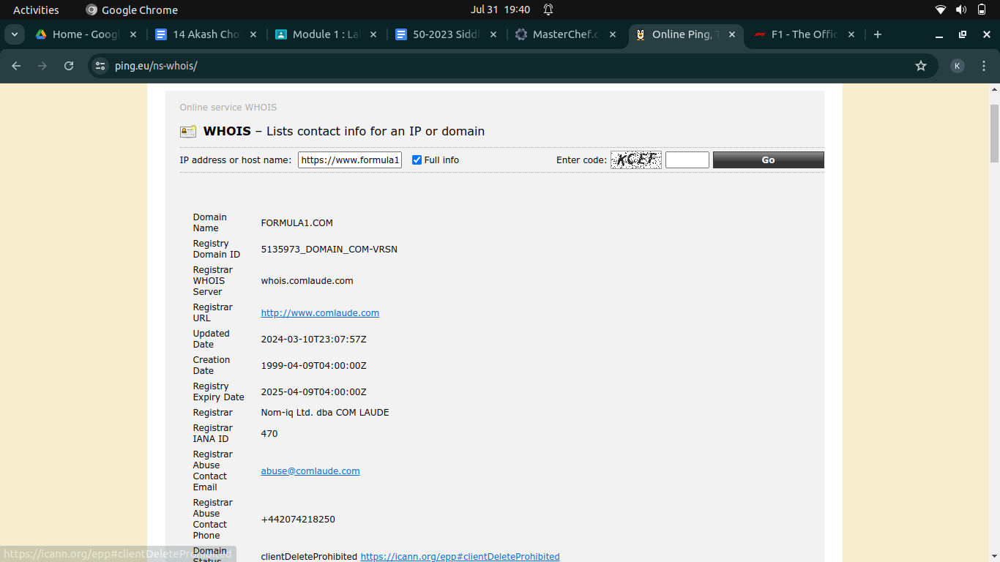 Activities
Google Chrome
Jul 31 19:40
Home - Goog
14 Akash Cho
Module 1 : La
50-2023 Siddh
MasterChef.c
Online Ping, T
F1 - The Offic
ping.eu/ns-whois/
K
Online service WHOIS
WHOIS – Lists contact info for an IP or domain
IP address or host name: https://www.formula1 Full info Enter code: KCEF Go
Domain
Name
FORMULA1.COM
Registry
Domain ID
5135973_DOMAIN_COM-VRSN
Registrar
WHOIS
Server
whois.comlaude.com
Registrar
URL
http://www.comlaude.com
Updated
Date
2024-03-10T23:07:57Z
Creation
Date
1999-04-09T04:00:00Z
Registry
Expiry Date
2025-04-09T04:00:00Z
Registrar
Nom-iq Ltd. dba COM LAUDE
Registrar
IANA ID
470
Registrar
Abuse
Contact
Email
abuse@comlaude.com
Registrar
Abuse
Contact
Phone
+442074218250
Domain
Status
clientDeleteProhibited https://icann.org/epp#clientDeleteProhibited
https://icann.org/epp#clientDeleteProhibited